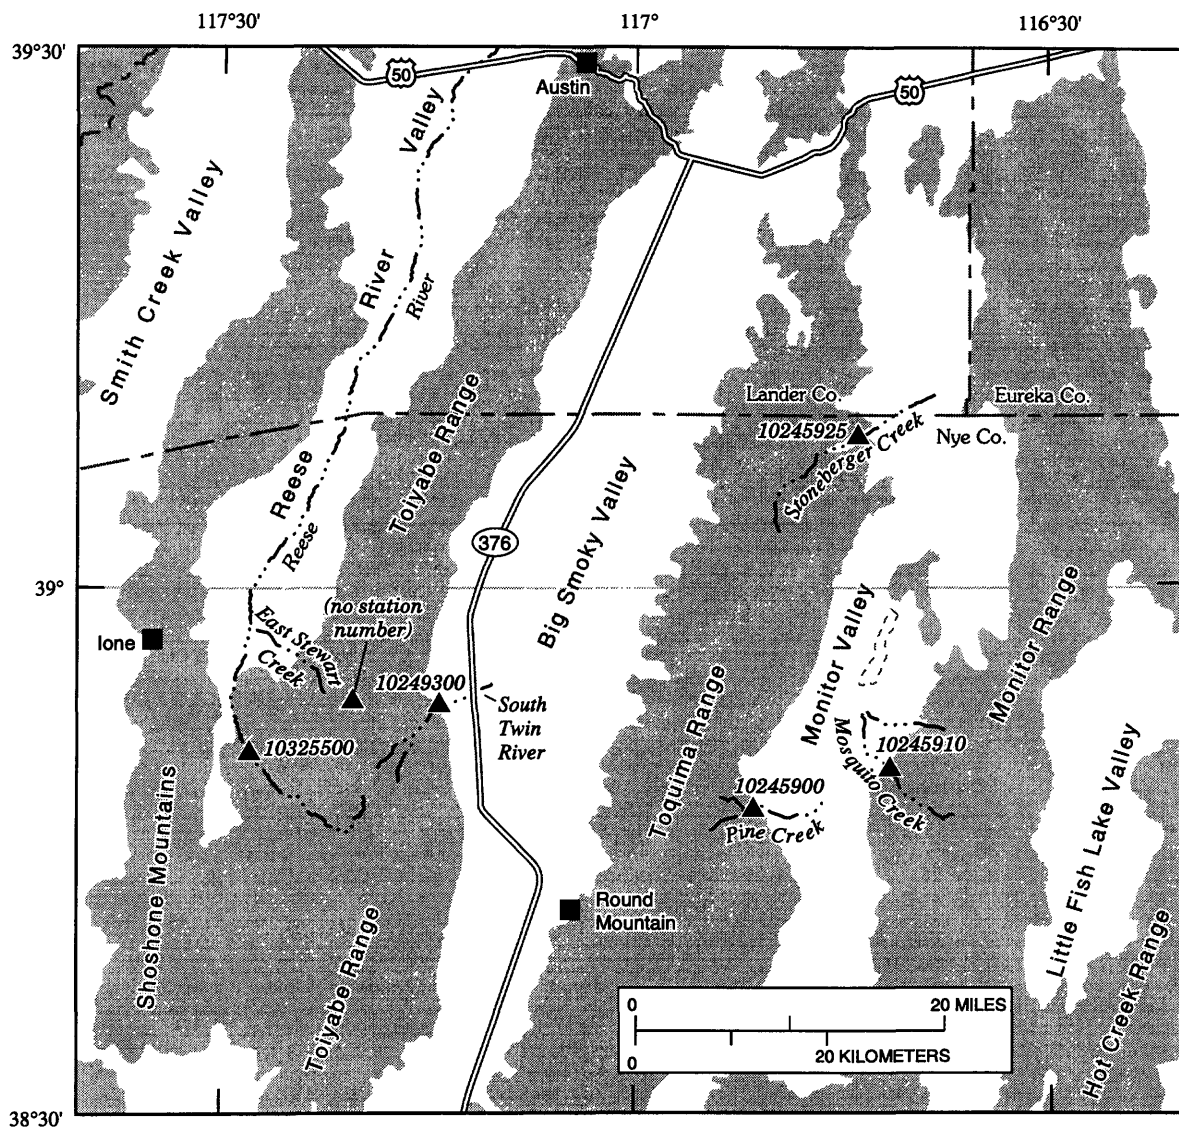 117°30'
117°
116°30'
39°30'
50
Austin
50
Valley
Smith Creek Valley
River
River
Toiyabe Range
Lander Co.
Eureka Co.
10245925
Nye Co.
Stoneberger Creek
Reese
Reese
376
Big Smoky Valley
39°
(no station
number)
East Stewart
Creek
Ione
10249300
South
Twin
River
Monitor Valley
Monitor Range
Toquima Range
10325500
Mosquito Creek
10245910
10245900
Pine Creek
Little Fish Lake Valley
Shoshone Mountains
Round
Mountain
Toiyabe Range
Hot Creek Range
0
20 MILES
0
20 KILOMETERS
38°30'